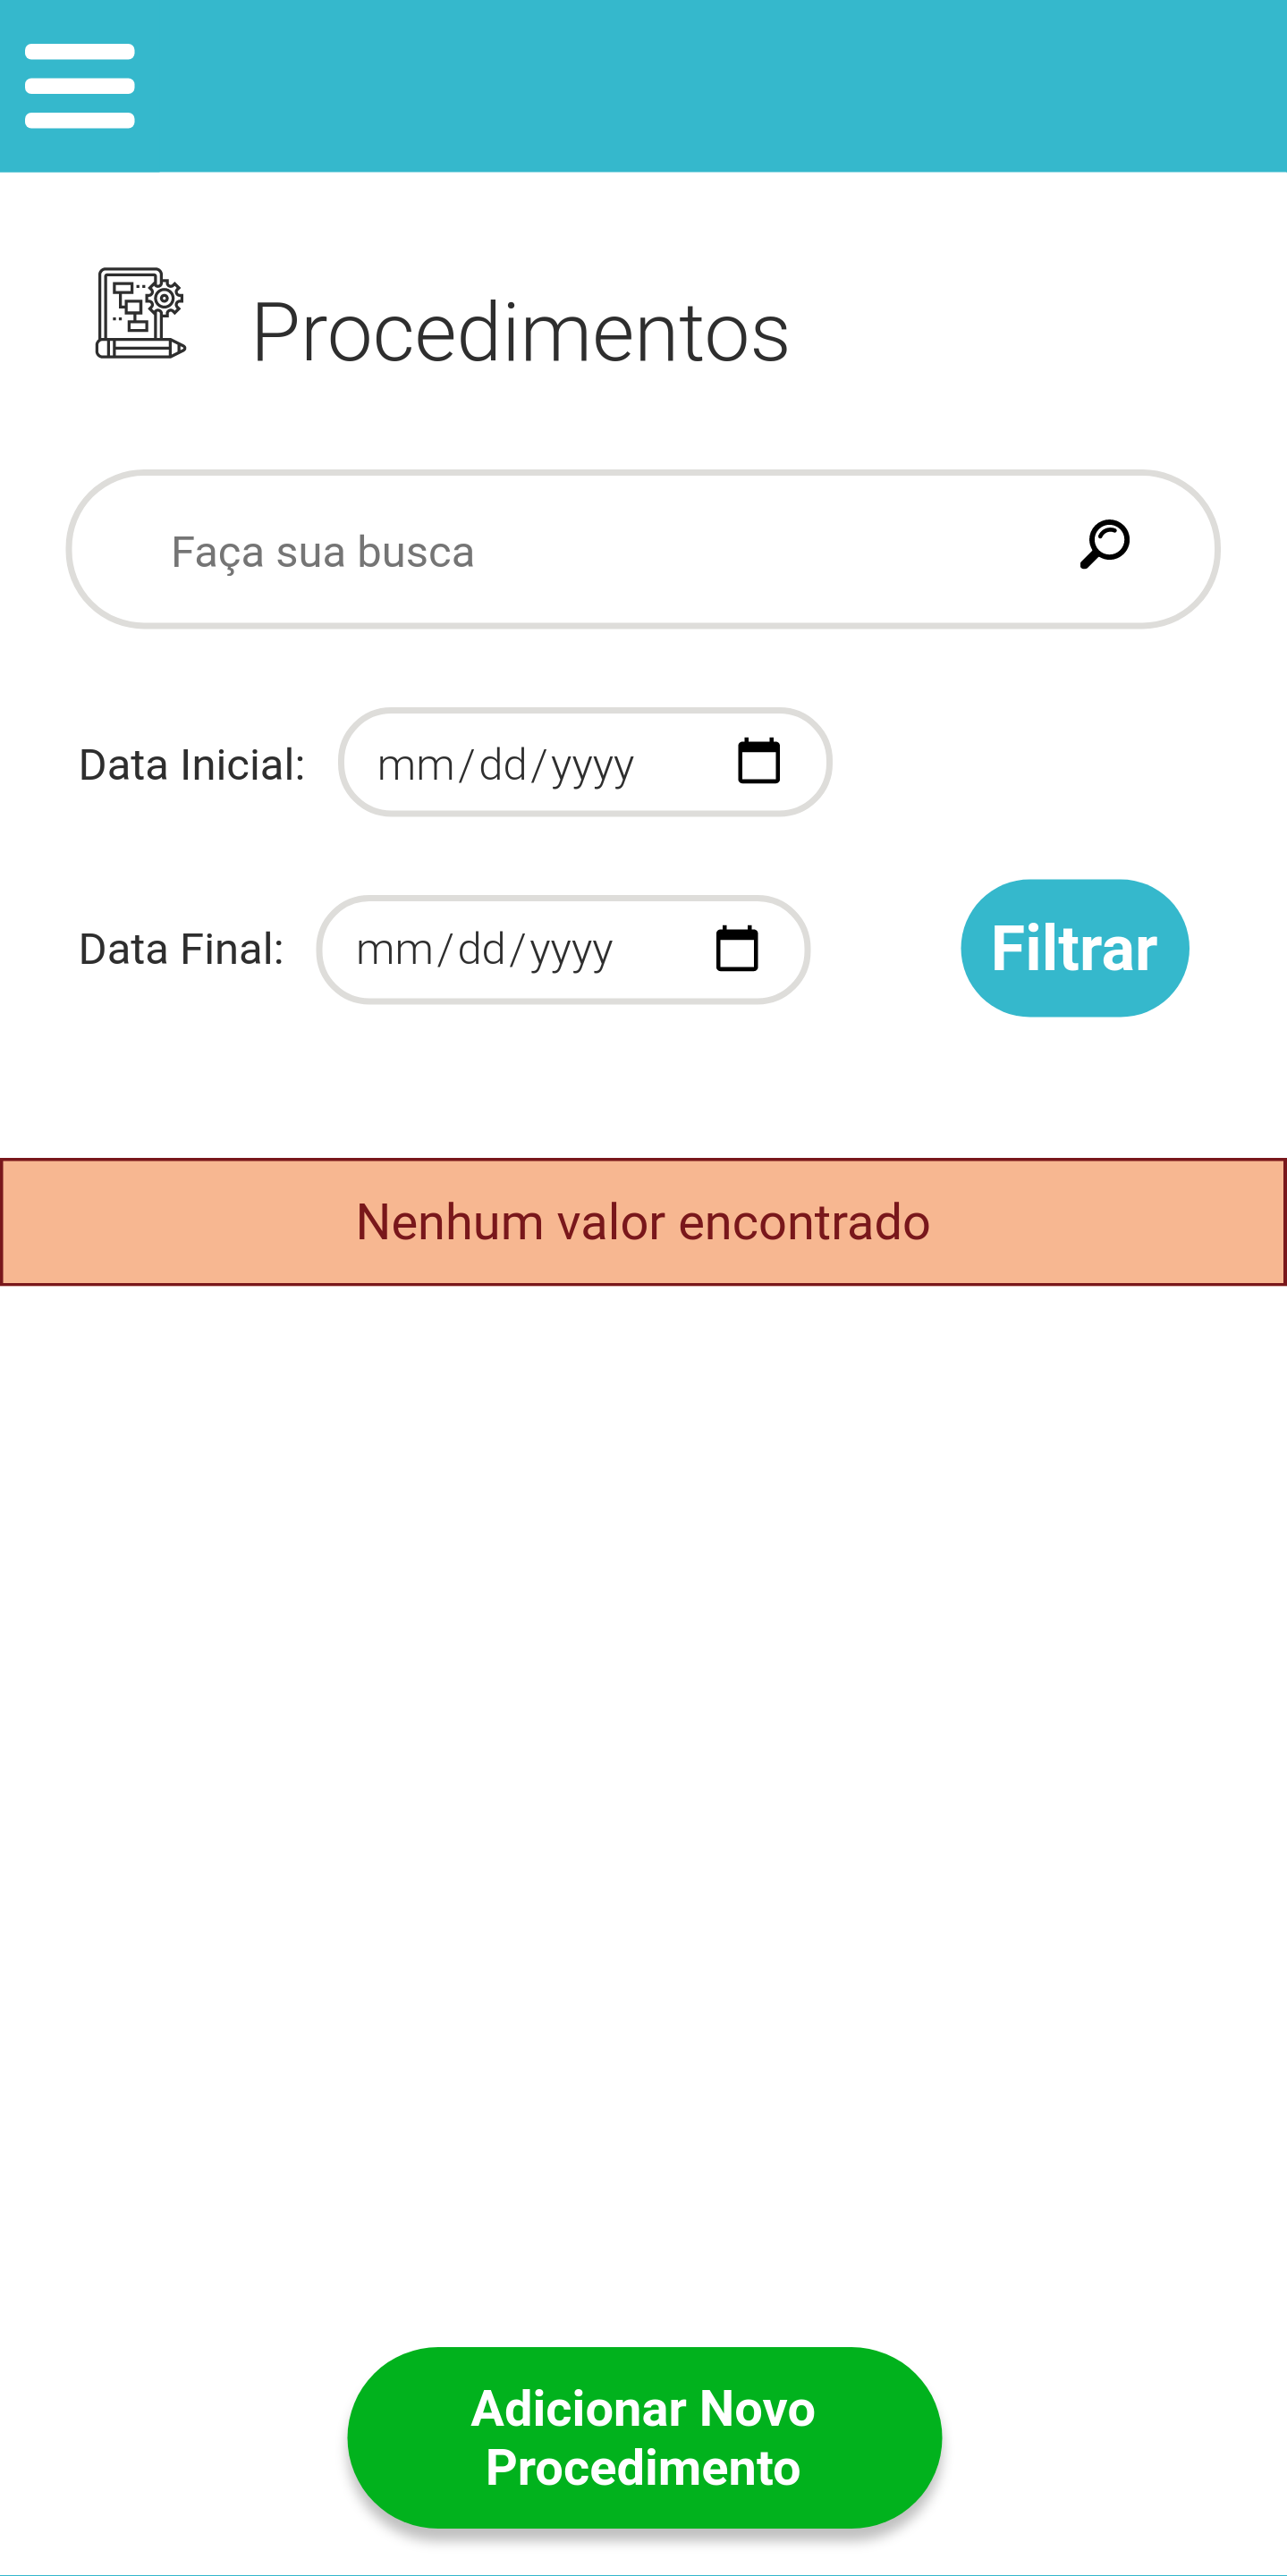 Procedimentos
Faça sua busca
Data Inicial: mm/dd/yyyy
Data Final: mm/dd/yyyy Filtrar
Nenhum valor encontrado
Adicionar Novo
Procedimento